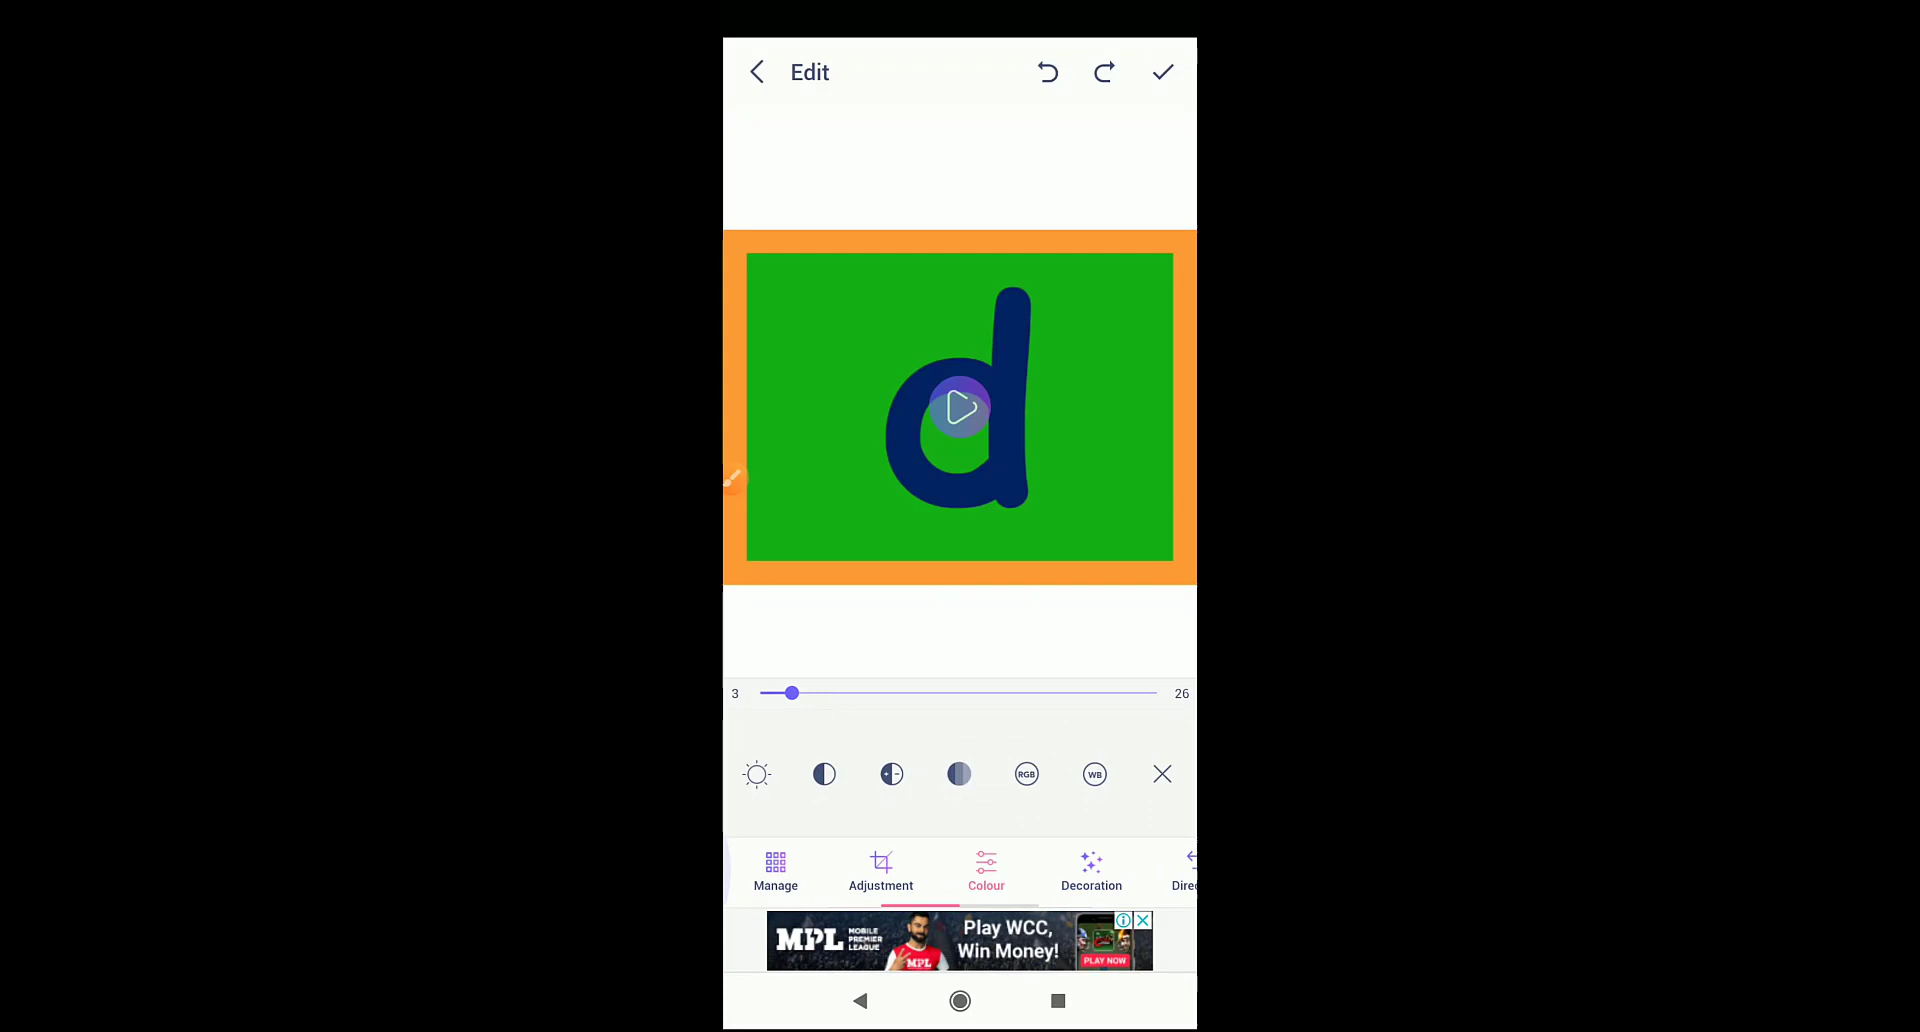 Edit
d
3
26
RGB
WB
Manage
Adjustment
Colour
Decoration
Direc
MPL
MOBILE
PREMIER
LEAGUE
MPL
Play WCC,
Win Money!
PLAY NOW